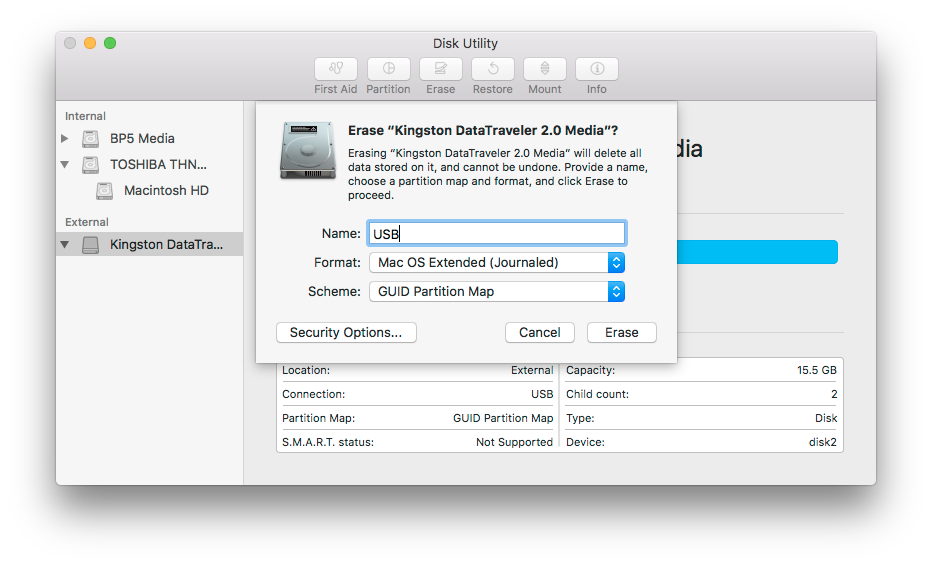 Disk Utility
First Aid
Partition
Erase
Restore
Mount
Info
Internal
BP5 Media
TOSHIBA THN...
Macintosh HD
External
Kingston DataTra...
Erase “Kingston DataTraveler 2.0 Media”?
Erasing “Kingston DataTraveler 2.0 Media” will delete all
data stored on it, and cannot be undone. Provide a name,
choose a partition map and format, and click Erase to
proceed.
Name: USB
Format: Mac OS Extended (Journaled)
Scheme: GUID Partition Map
Security Options...
Cancel
Erase
dia
Location: External
Capacity: 15.5 GB
Connection: USB
Child count: 2
Partition Map: GUID Partition Map
Type: Disk
S.M.A.R.T. status: Not Supported
Device: disk2